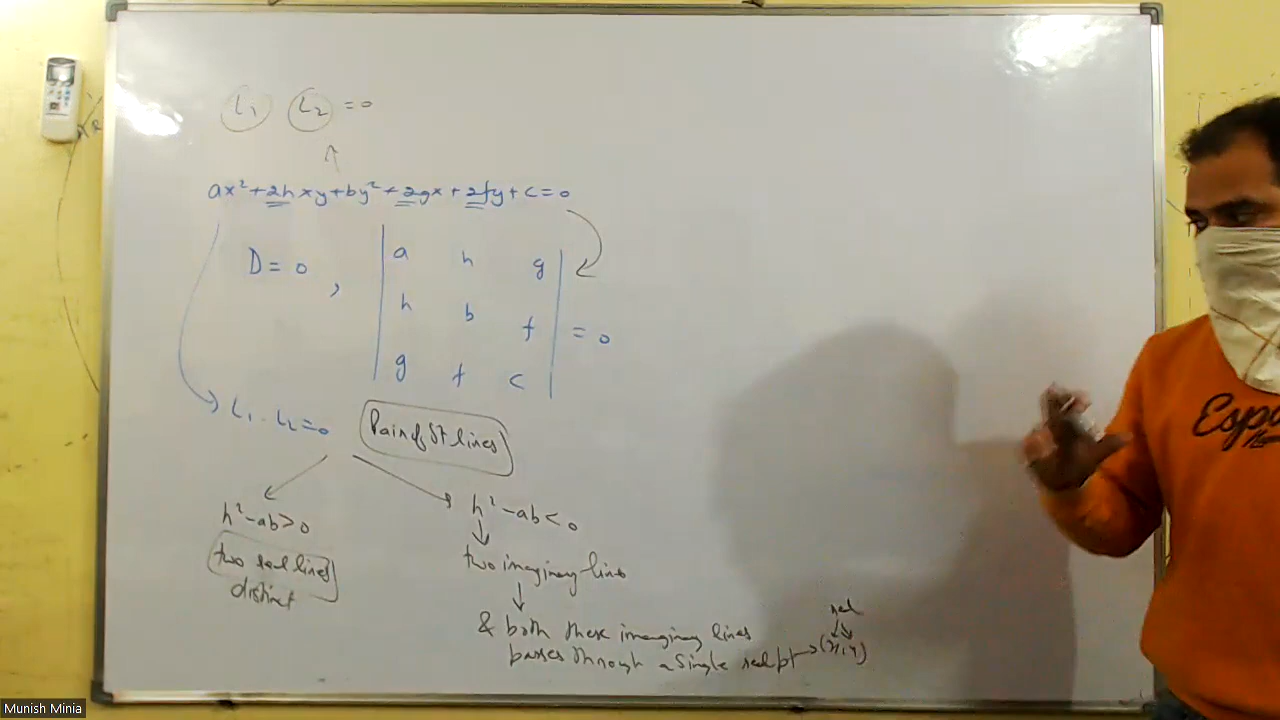 L₁ L₂ = 0
ax² + 2hxy + by² + 2gx + 2fy + c = 0
D = 0 ,
a h g
h b f = 0
g f c
L₁ . L₂ = 0
Pair of St lines
h² - ab > 0
two real lines
distinct
h² - ab < 0
two imaginary lines
& both these imaginary lines
passes through a single real pt → (x, y)
real
Espa
Munish Minia